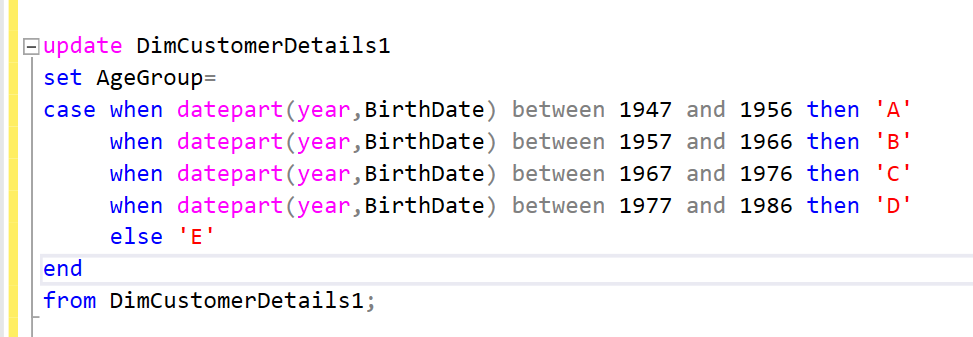 update DimCustomerDetails1
set AgeGroup=
case when datepart(year,BirthDate) between 1947 and 1956 then 'A'
     when datepart(year,BirthDate) between 1957 and 1966 then 'B'
     when datepart(year,BirthDate) between 1967 and 1976 then 'C'
     when datepart(year,BirthDate) between 1977 and 1986 then 'D'
     else 'E'
end
from DimCustomerDetails1;